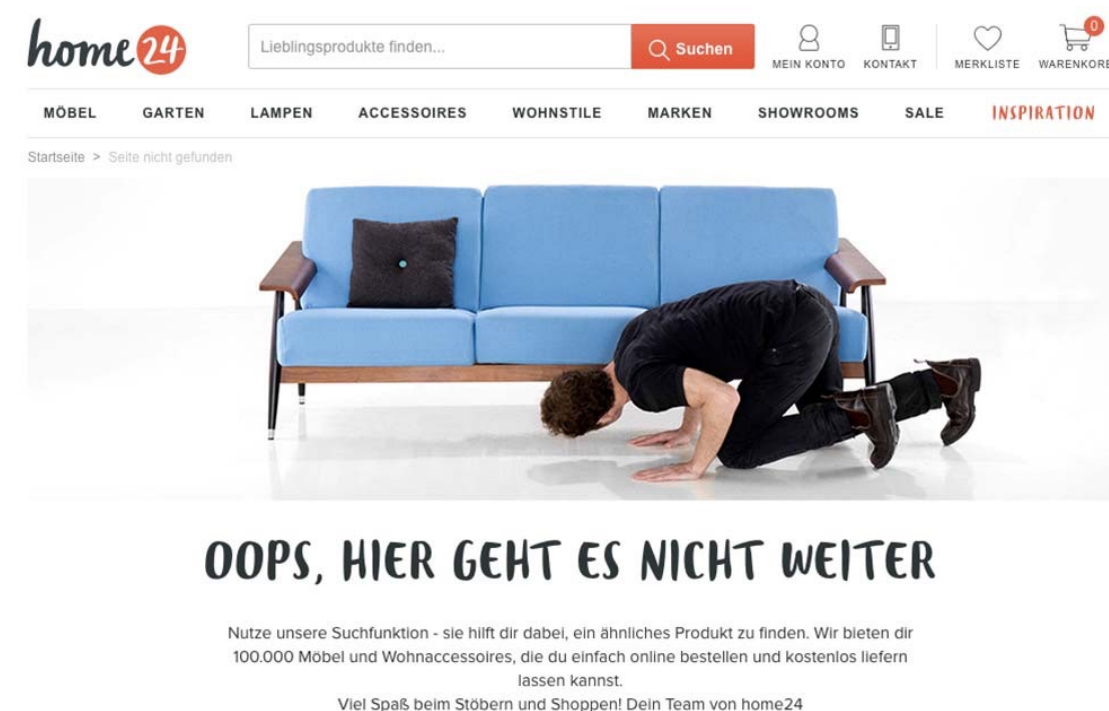 home24
Lieblingsprodukte finden...
Suchen
MEIN KONTO
KONTAKT
MERKLISTE
0
WARENKORB
MÖBEL GARTEN LAMPEN ACCESSOIRES WOHNSTILE MARKEN SHOWROOMS SALE INSPIRATION
Startseite > Seite nicht gefunden
OOPS, HIER GEHT ES NICHT WEITER
Nutze unsere Suchfunktion - sie hilft dir dabei, ein ähnliches Produkt zu finden. Wir bieten dir
100.000 Möbel und Wohnaccessoires, die du einfach online bestellen und kostenlos liefern
lassen kannst.
Viel Spaß beim Stöbern und Shoppen! Dein Team von home24